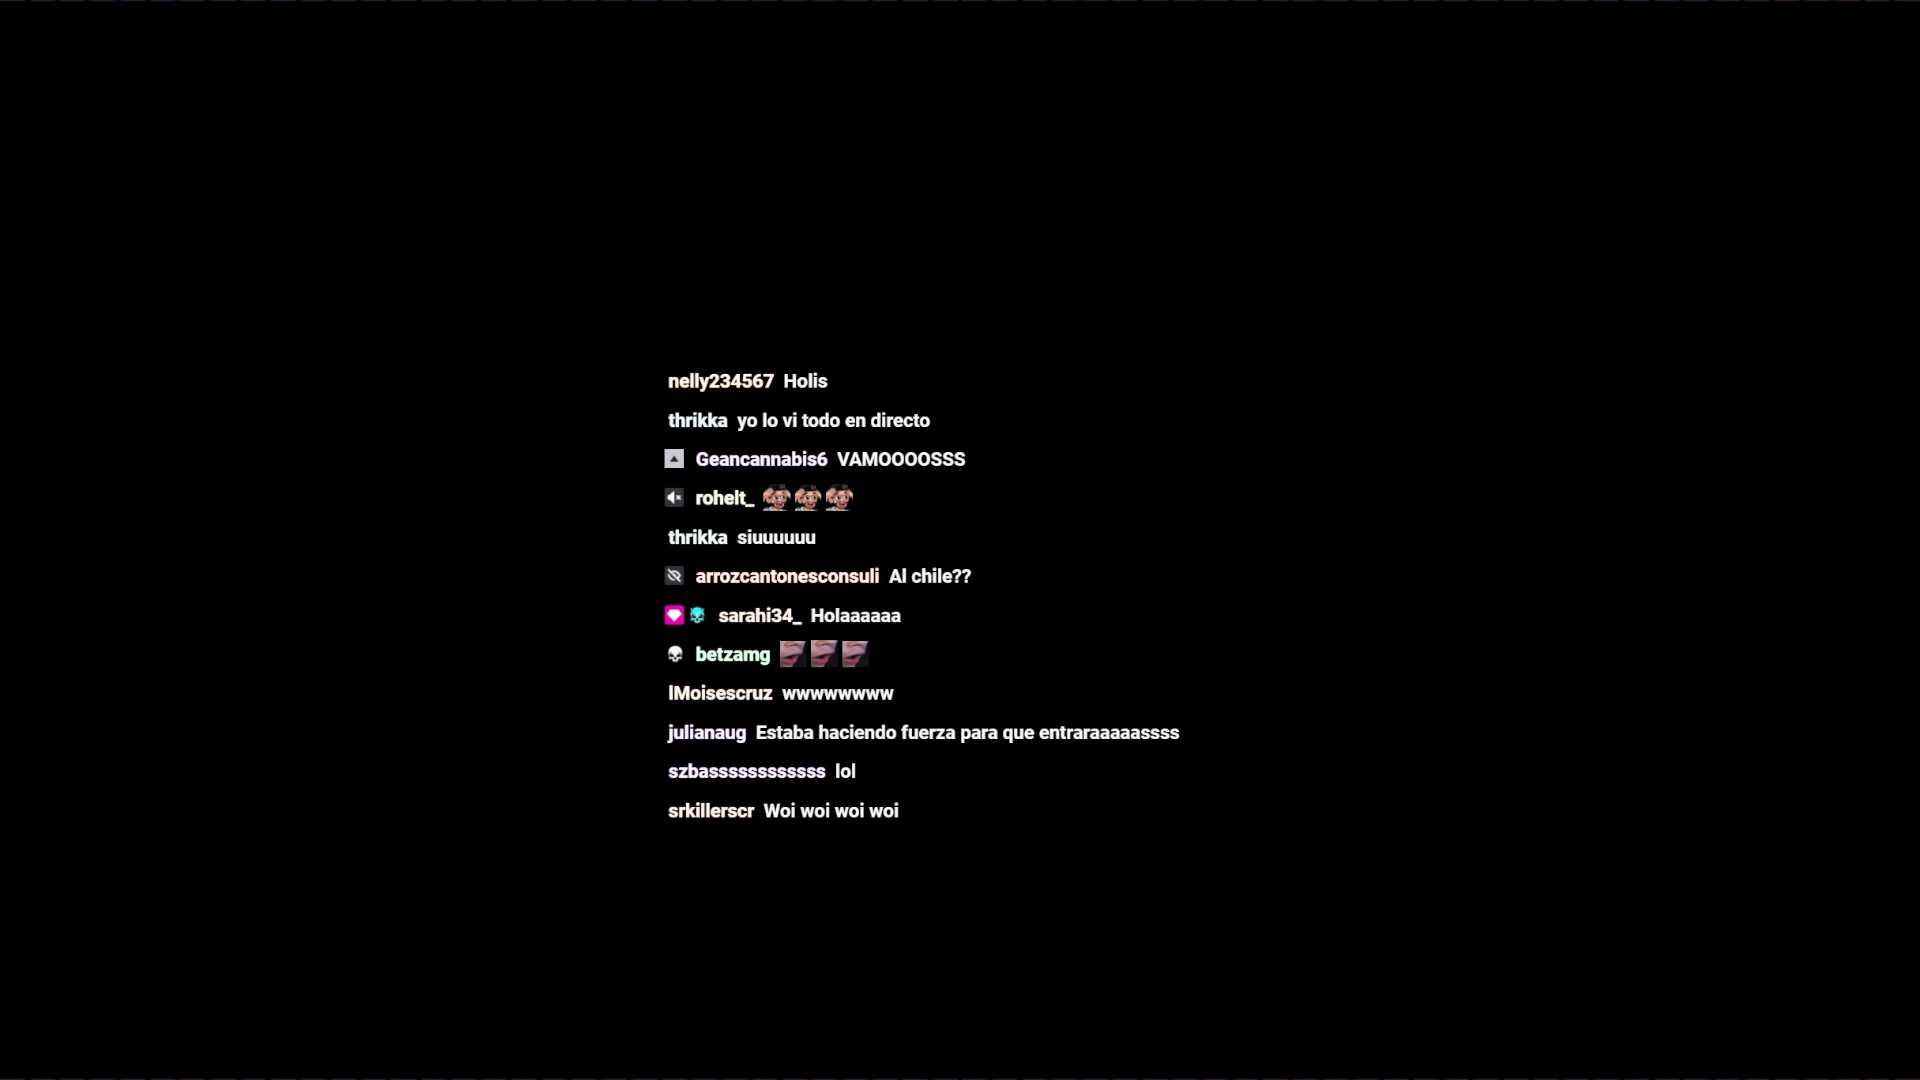 nelly234567 Holis
thrikka yo lo vi todo en directo
Geancannabis6 VAMOOOOSSS
rohelt_
thrikka siuuuuuu
arrozcantonesconsuli Al chile??
sarahi34_ Holaaaaaa
betzamg
lMoisescruz wwwwwwww
julianaug Estaba haciendo fuerza para que entraraaaaassss
szbassssssssssss lol
srkillerscr Woi woi woi woi